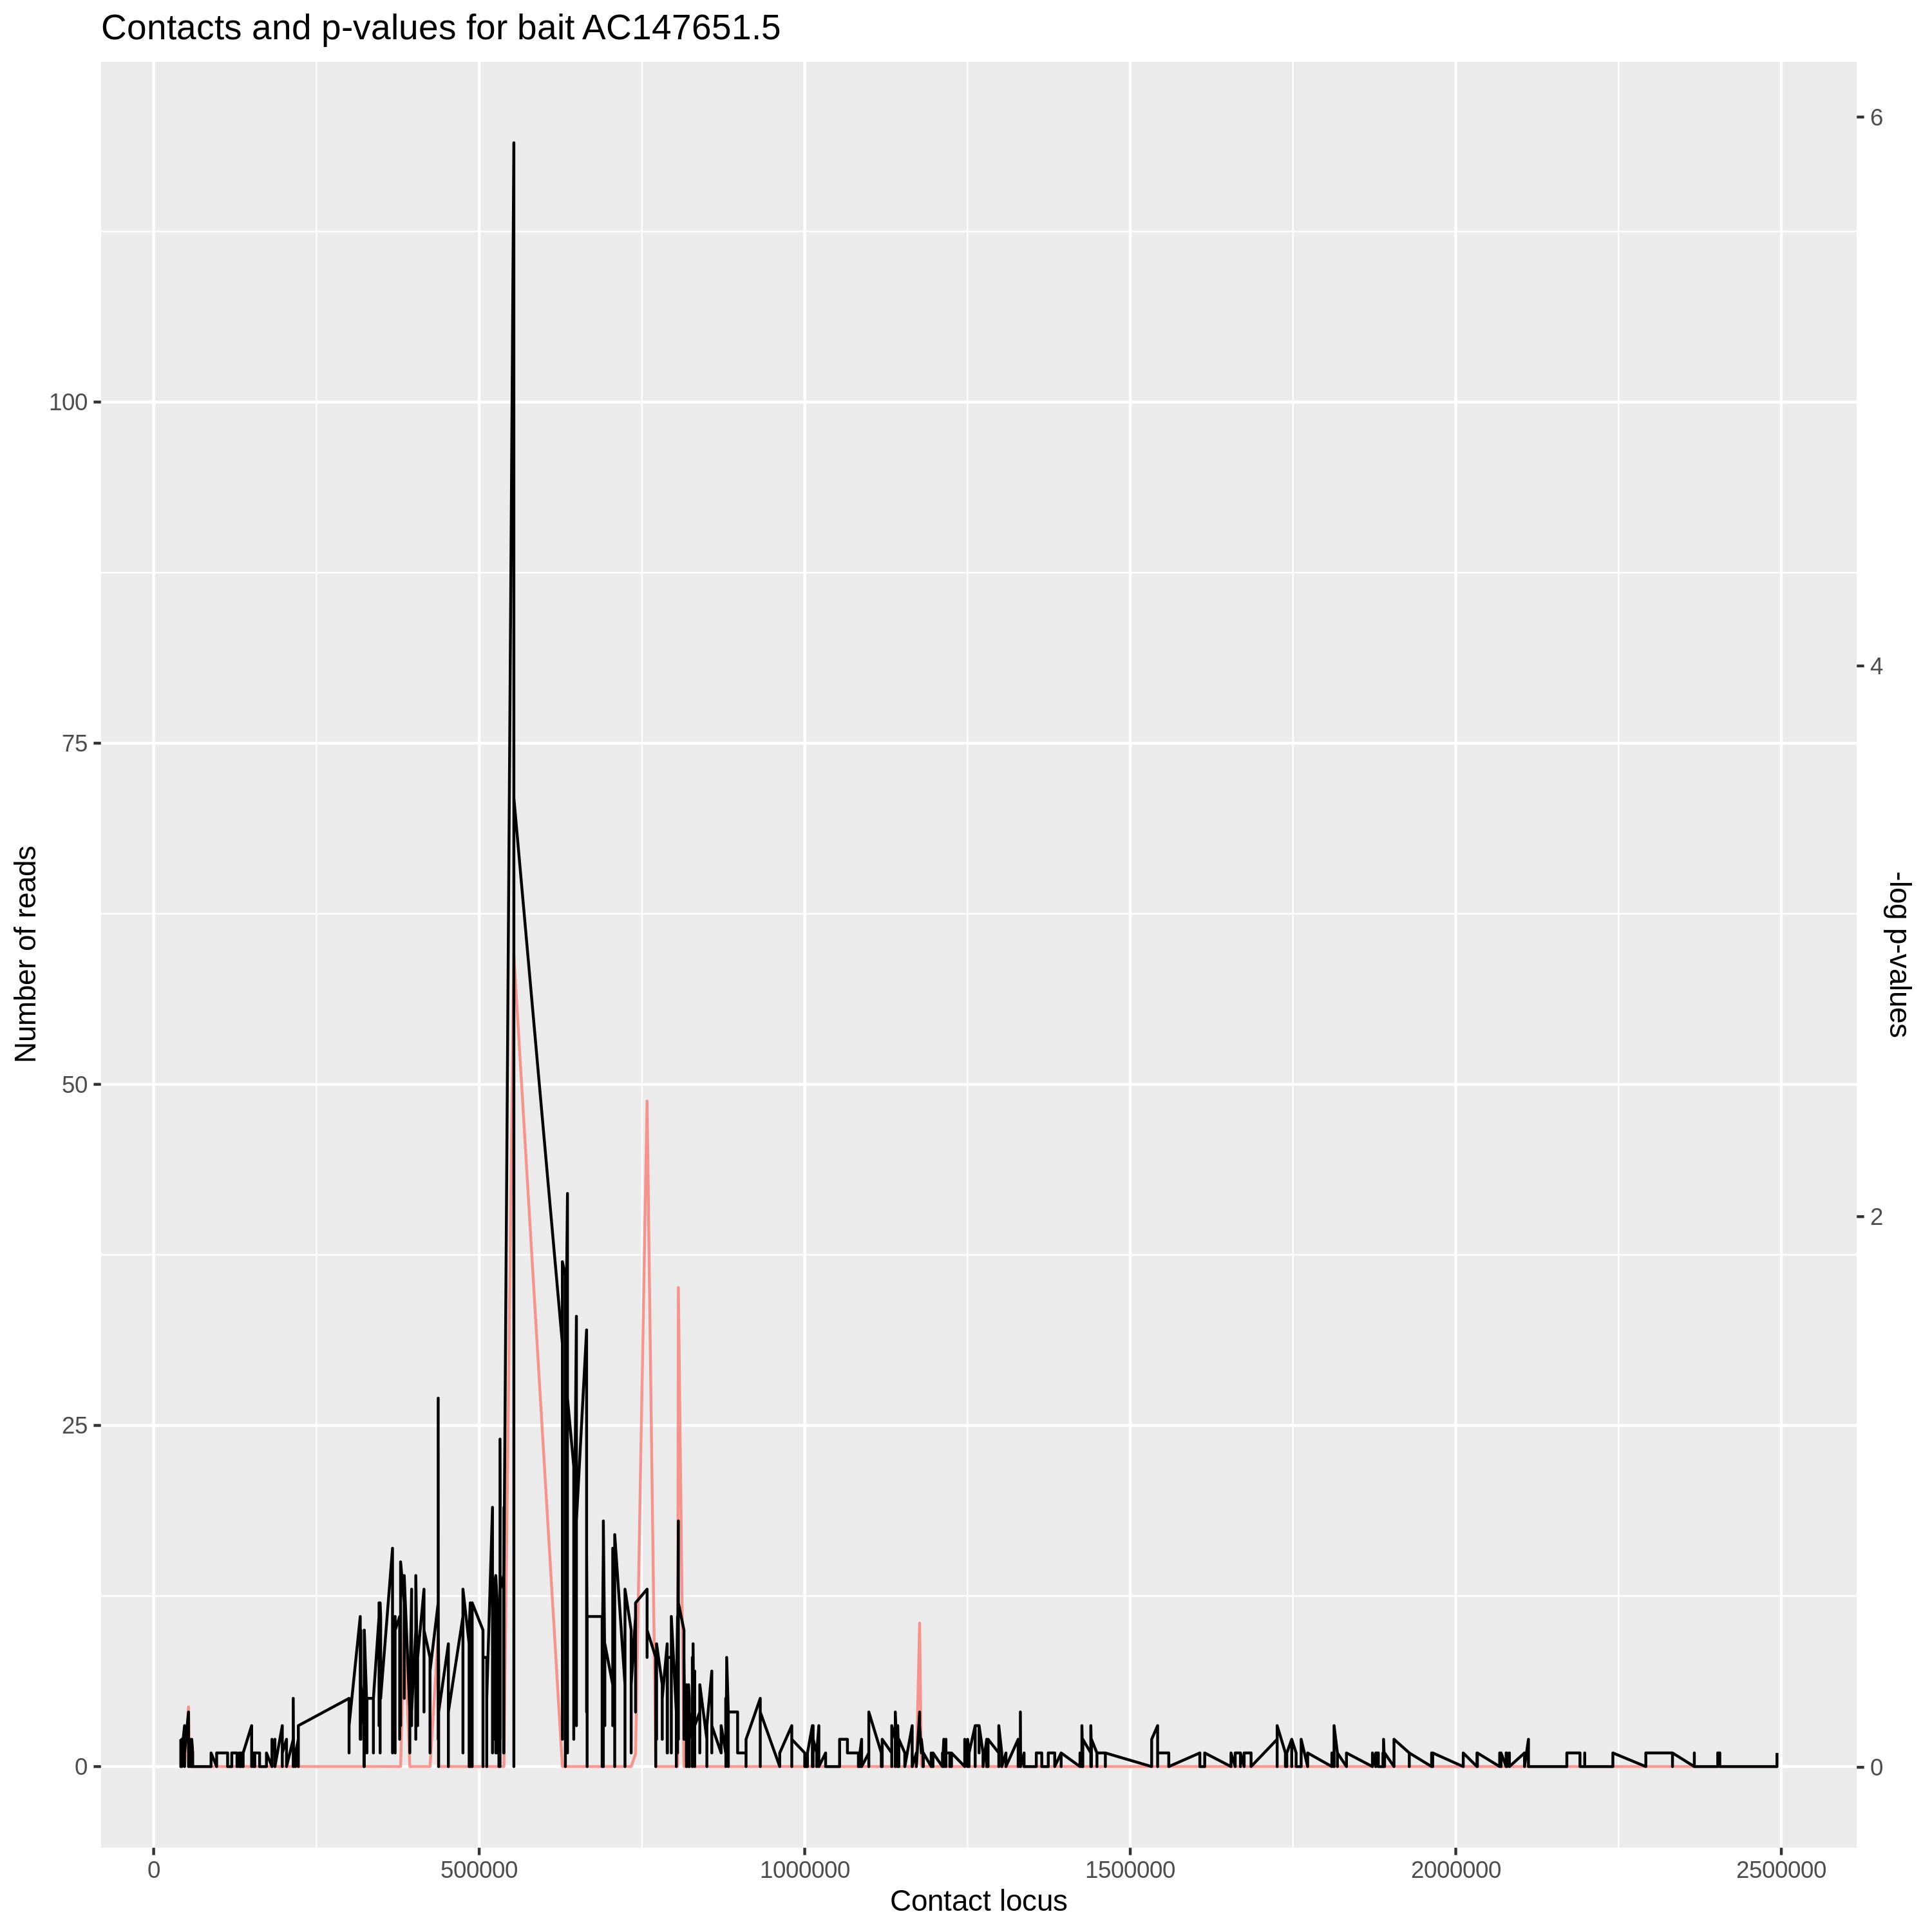 Contacts and p-values for bait AC147651.5
6
100
4
75
Number of reads
-log p-values
50
2
25
0
0
0 500000 1000000 1500000 2000000 2500000
Contact locus